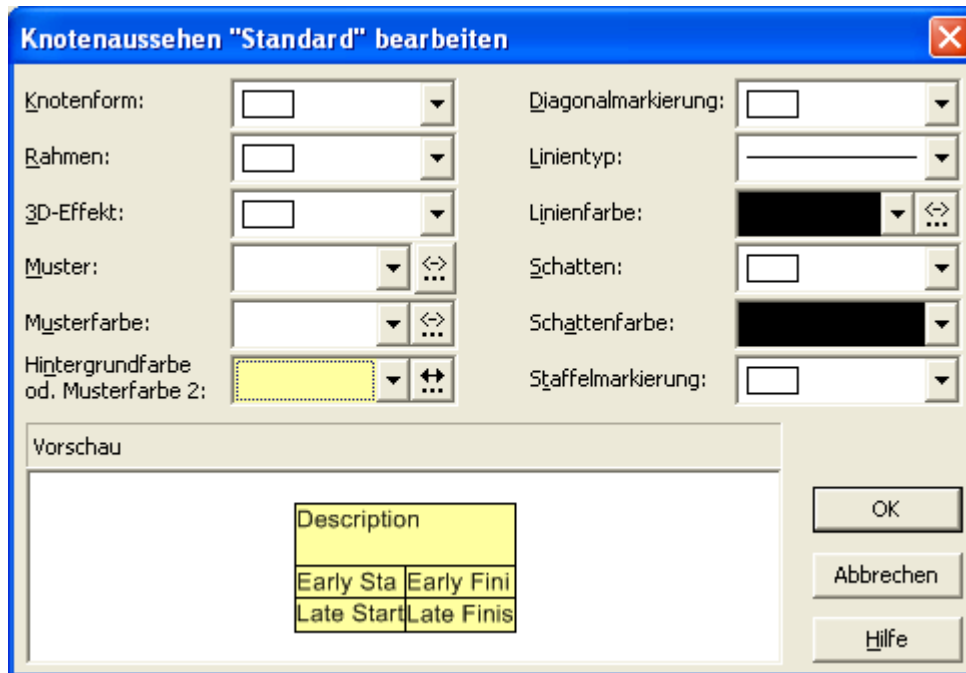 Knotenaussehen "Standard" bearbeiten
Knotenform:
Diagonalmarkierung:
Rahmen:
Linientyp:
3D-Effekt:
Linienfarbe:
Muster:
Schatten:
Musterfarbe:
Schattenfarbe:
Hintergrundfarbe
od. Musterfarbe 2:
Staffelmarkierung:
Vorschau
Description
Early Sta Early Fini
Late Start Late Finis
OK
Abbrechen
Hilfe